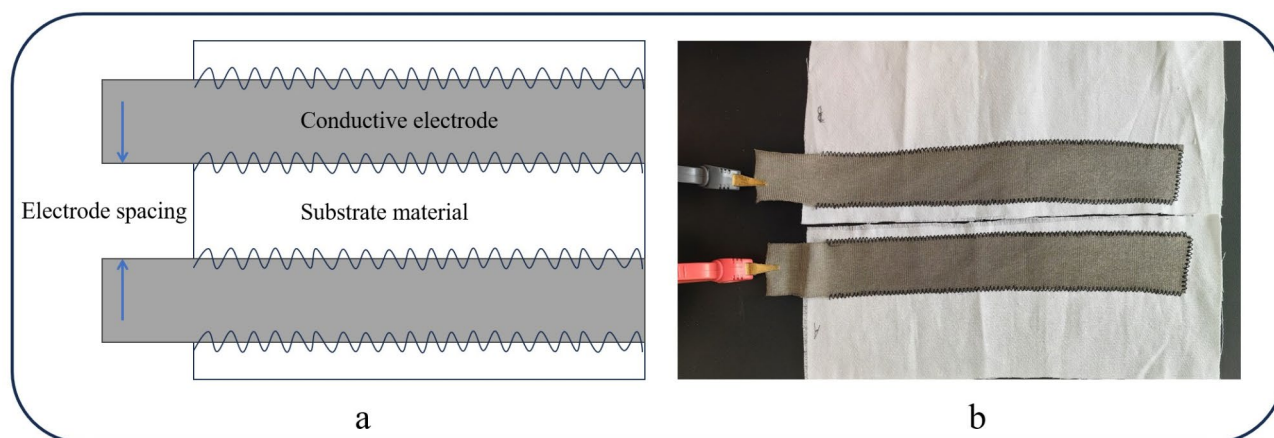 Conductive electrode
Electrode spacing
Substrate material
a
b